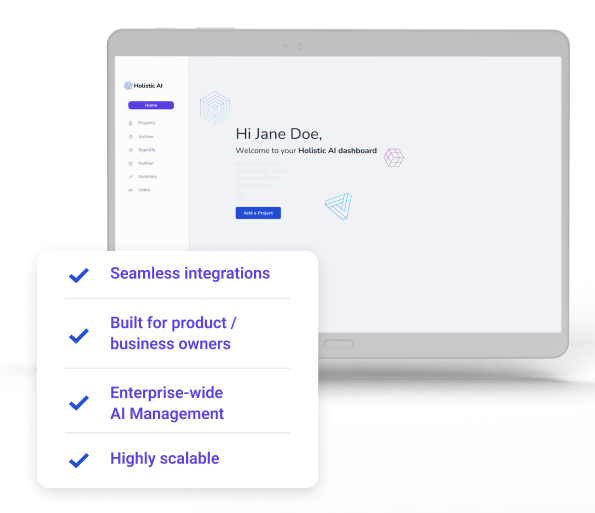 Holistic AI
Home
Projects
Archive
Hi Jane Doe,
Welcome to your Holistic AI dashboard
Kanban
Inventory
Users
Add a Project
Seamless integrations
Built for product /
business owners
Enterprise-wide
AI Management
Highly scalable